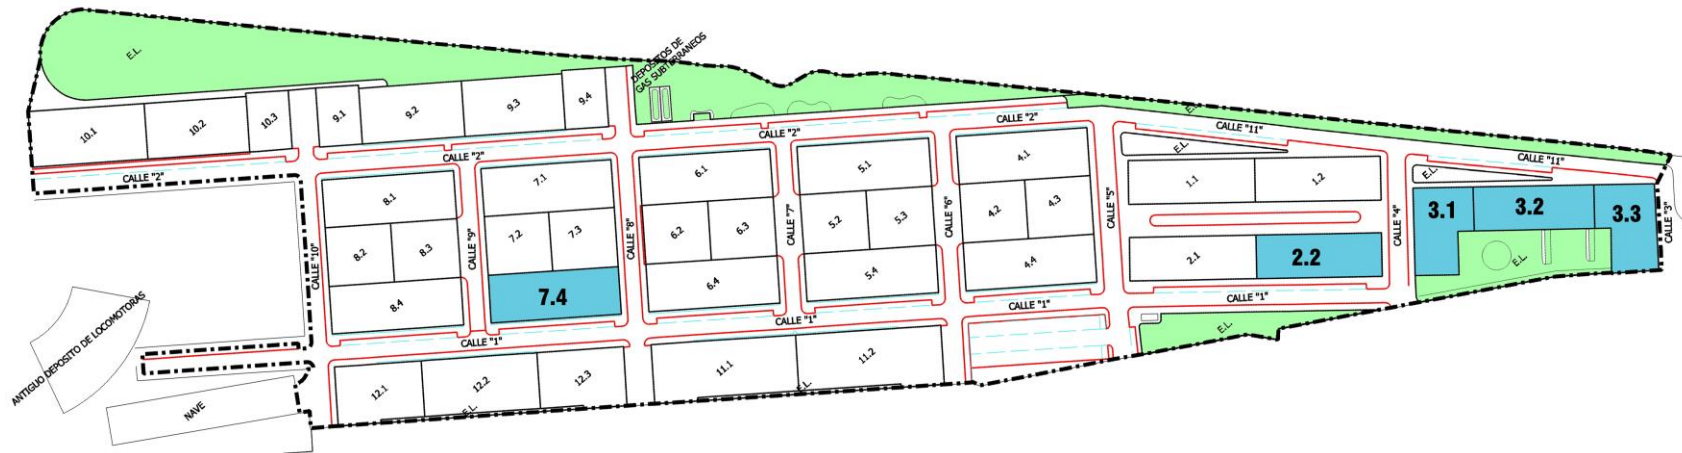 E.L.
DEPOSITOS DE
GAS SUBTERRANEOS
10.1
10.2
10.3
9.1
9.2
9.3
9.4
E.L.
CALLE "2"
CALLE "2"
CALLE "2"
CALLE "2"
CALLE "11"
CALLE "11"
E.L.
E.L.
8.1
8.2
8.3
8.4
7.1
7.2
7.3
7.4
6.1
6.2
6.3
6.4
5.1
5.2
5.3
5.4
4.1
4.2
4.3
4.4
1.1
1.2
2.1
2.2
3.1
3.2
3.3
E.L.
CALLE "10"
CALLE "9"
CALLE "8"
CALLE "7"
CALLE "6"
CALLE "5"
CALLE "4"
CALLE "3"
CALLE "1"
CALLE "1"
CALLE "1"
CALLE "1"
E.L.
ANTIGUO DEPOSITO DE LOCOMOTORAS
NAVE
12.1
12.2
12.3
E.L.
11.1
11.2
E.L.